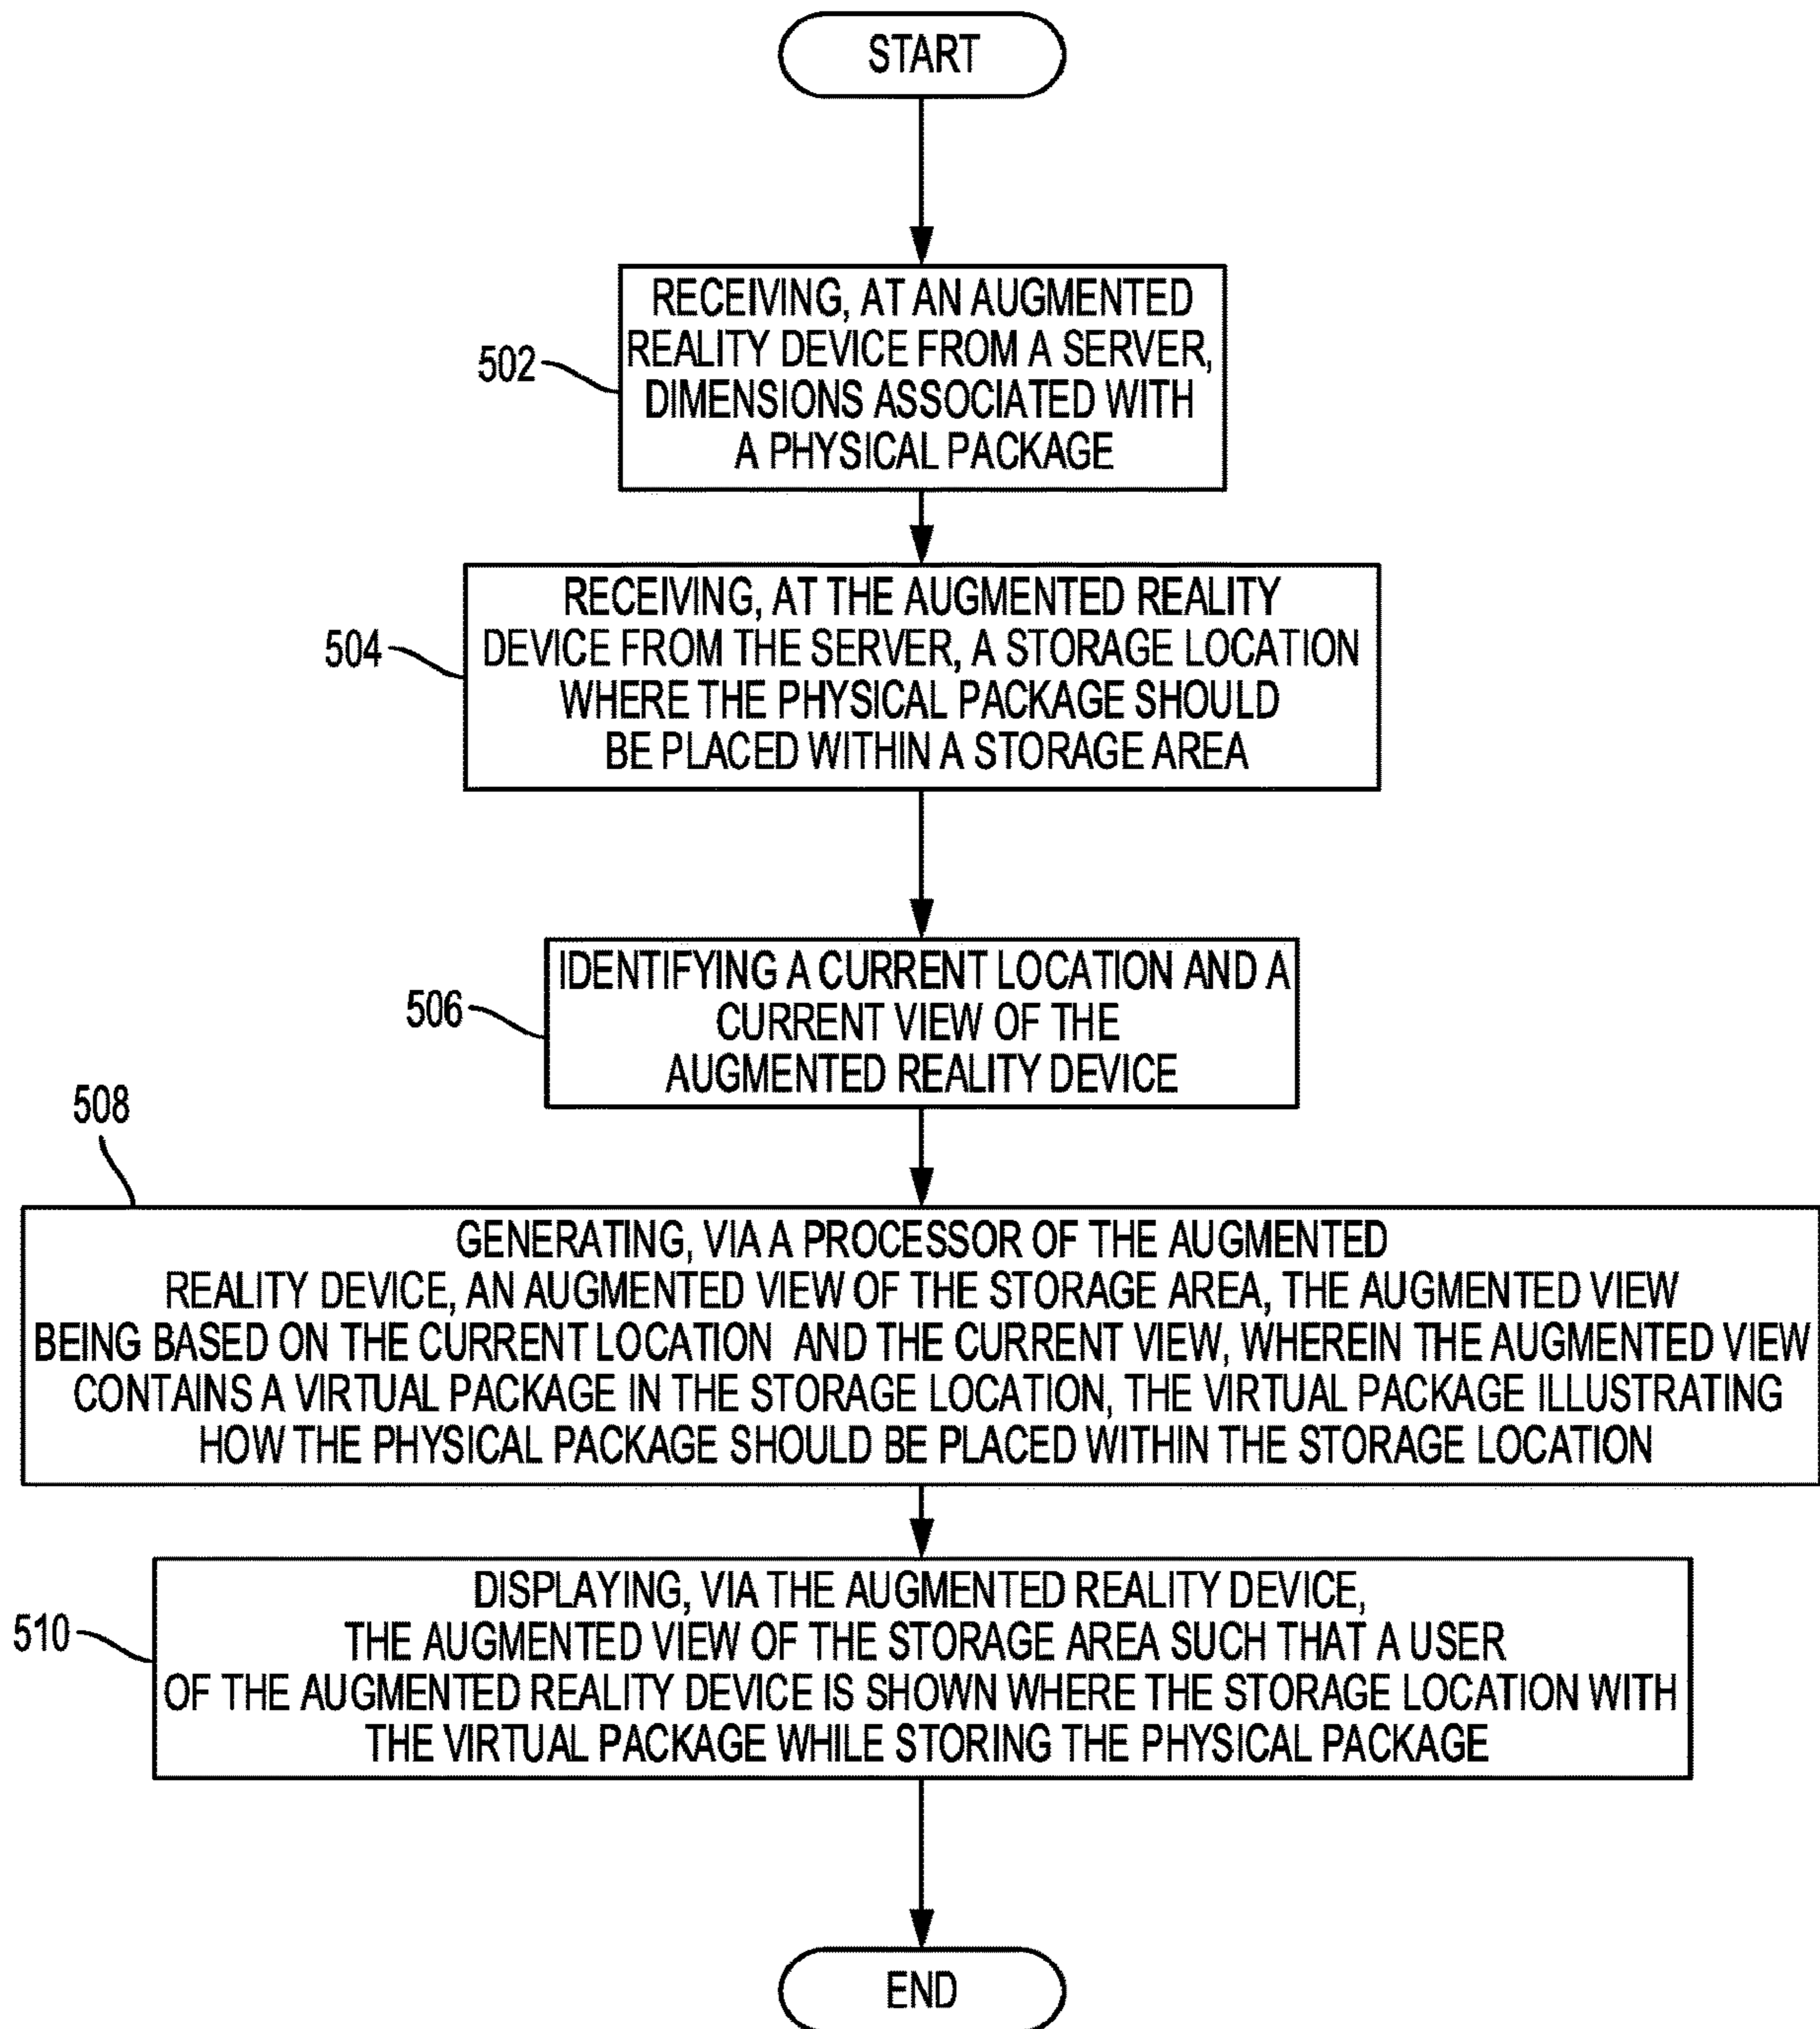 START
RECEIVING, AT AN AUGMENTED
REALITY DEVICE FROM A SERVER,
DIMENSIONS ASSOCIATED WITH
A PHYSICAL PACKAGE
502
RECEIVING, AT THE AUGMENTED REALITY
DEVICE FROM THE SERVER, A STORAGE LOCATION
WHERE THE PHYSICAL PACKAGE SHOULD
BE PLACED WITHIN A STORAGE AREA
504
IDENTIFYING A CURRENT LOCATION AND A
CURRENT VIEW OF THE
AUGMENTED REALITY DEVICE
506
508
GENERATING, VIA A PROCESSOR OF THE AUGMENTED
REALITY DEVICE, AN AUGMENTED VIEW OF THE STORAGE AREA, THE AUGMENTED VIEW
BEING BASED ON THE CURRENT LOCATION AND THE CURRENT VIEW, WHEREIN THE AUGMENTED VIEW
CONTAINS A VIRTUAL PACKAGE IN THE STORAGE LOCATION, THE VIRTUAL PACKAGE ILLUSTRATING
HOW THE PHYSICAL PACKAGE SHOULD BE PLACED WITHIN THE STORAGE LOCATION
DISPLAYING, VIA THE AUGMENTED REALITY DEVICE,
THE AUGMENTED VIEW OF THE STORAGE AREA SUCH THAT A USER
OF THE AUGMENTED REALITY DEVICE IS SHOWN WHERE THE STORAGE LOCATION WITH
THE VIRTUAL PACKAGE WHILE STORING THE PHYSICAL PACKAGE
510
END